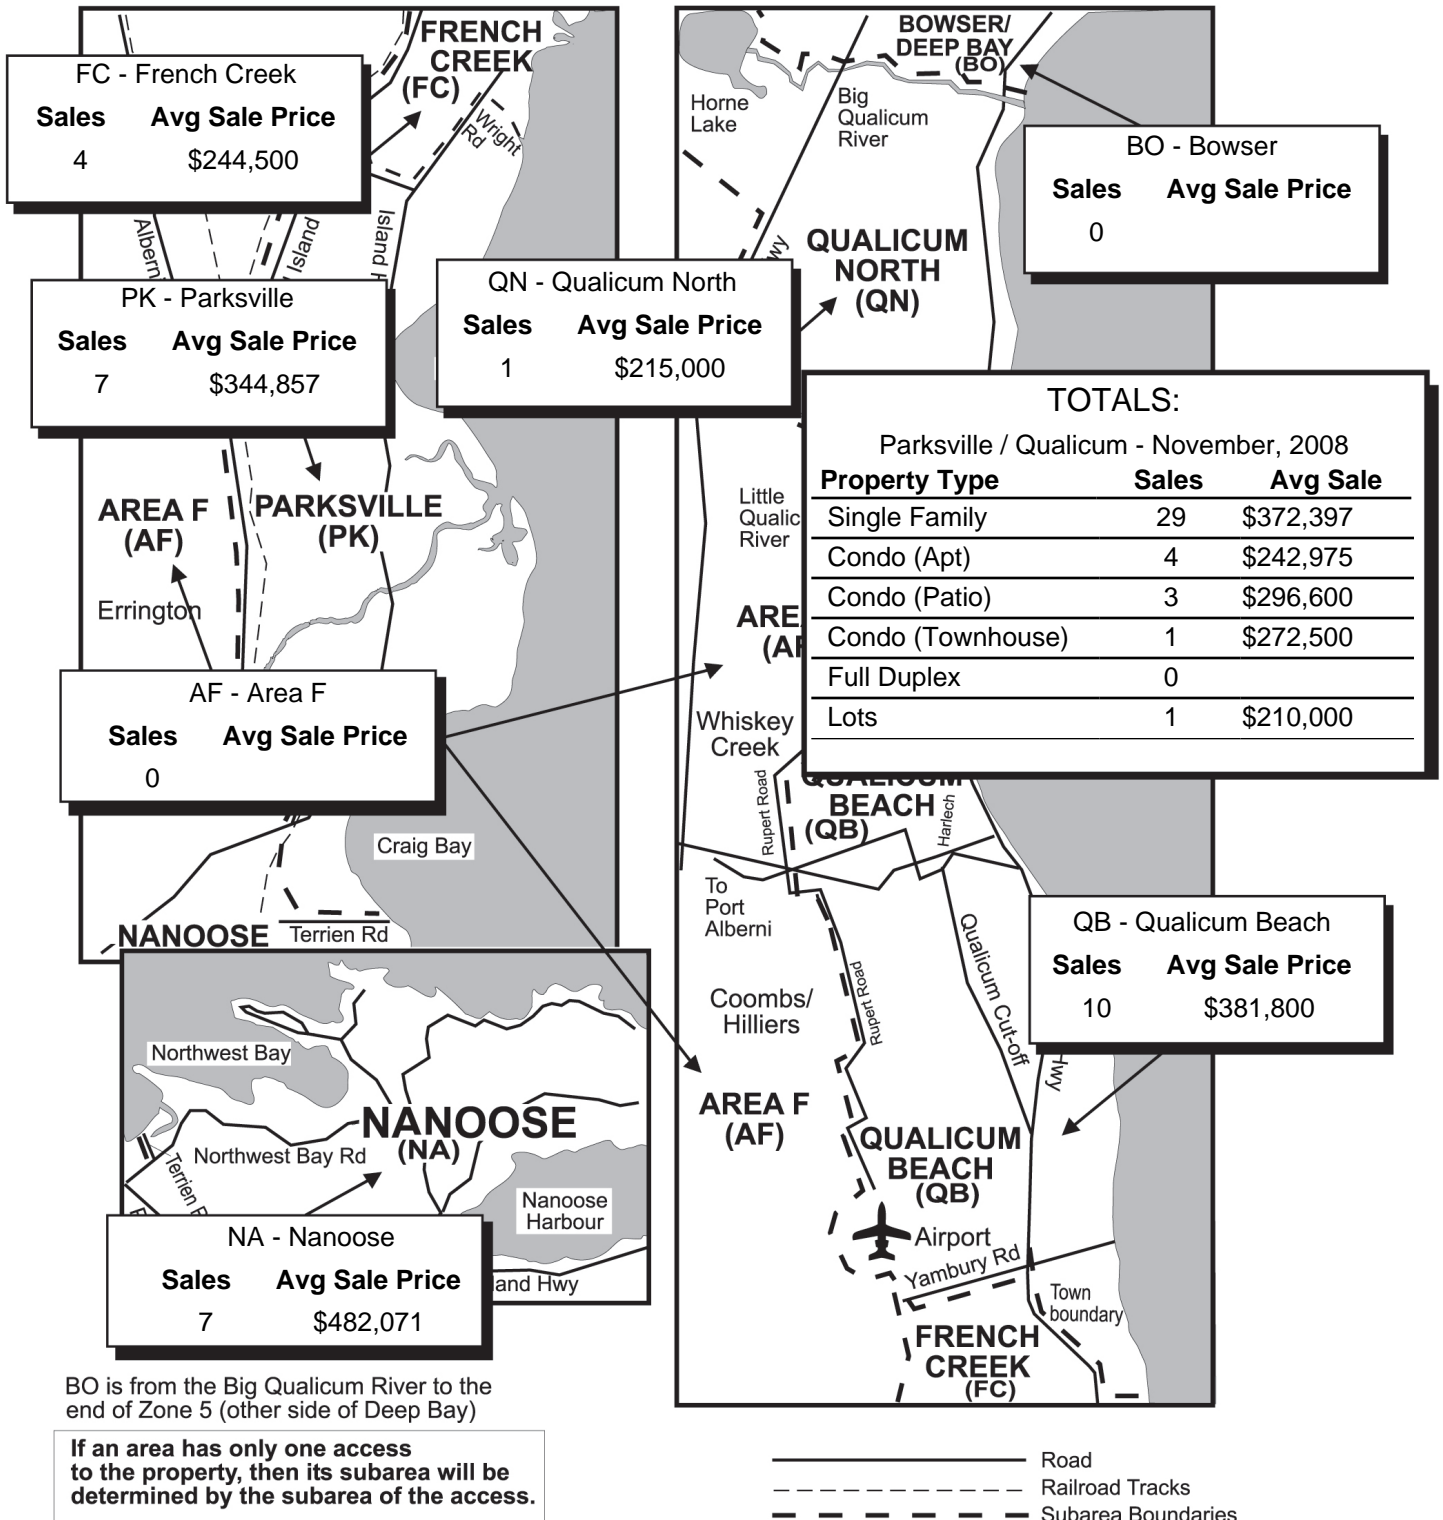 FRENCH
CREEK
(FC)
FC - French Creek
Sales Avg Sale Price
4 $244,500
Wright
Rd
Island
PK - Parksville
Sales Avg Sale Price
7 $344,857
AREA F
(AF)
PARKSVILLE
(PK)
Errington
AF - Area F
Sales Avg Sale Price
0
Craig Bay
Terrien Rd
NANOOSE
Northwest Bay
NANOOSE
(NA)
Northwest Bay Rd
Terrien
Nanoose
Harbour
NA - Nanoose
Sales Avg Sale Price
7 $482,071
Hwy
BO is from the Big Qualicum River to the
end of Zone 5 (other side of Deep Bay)
If an area has only one access
to the property, then its subarea will be
determined by the subarea of the access.
BOWSER/
DEEP BAY
(BO)
Horne
Lake
Big
Qualicum
River
BO - Bowser
Sales Avg Sale Price
0
QUALICUM
NORTH
(QN)
QN - Qualicum North
Sales Avg Sale Price
1 $215,000
TOTALS:
Parksville / Qualicum - November, 2008
Property Type Sales Avg Sale
Single Family 29 $372,397
Condo (Apt) 4 $242,975
Condo (Patio) 3 $296,600
Condo (Townhouse) 1 $272,500
Full Duplex 0
Lots 1 $210,000
Little
River
Whiskey
Creek
QUALICUM
BEACH
(QB)
Rupert Road
Harlech
To
Port
Alberni
QB - Qualicum Beach
Sales Avg Sale Price
10 $381,800
Qualicum Cut-off
Rupert Road
Hwy
Coombs/
Hilliers
AREA F
(AF)
QUALICUM
BEACH
(QB)
Airport
Yambury Rd
Town
boundary
FRENCH
CREEK
(FC)
Road
Railroad Tracks
Subarea Boundaries